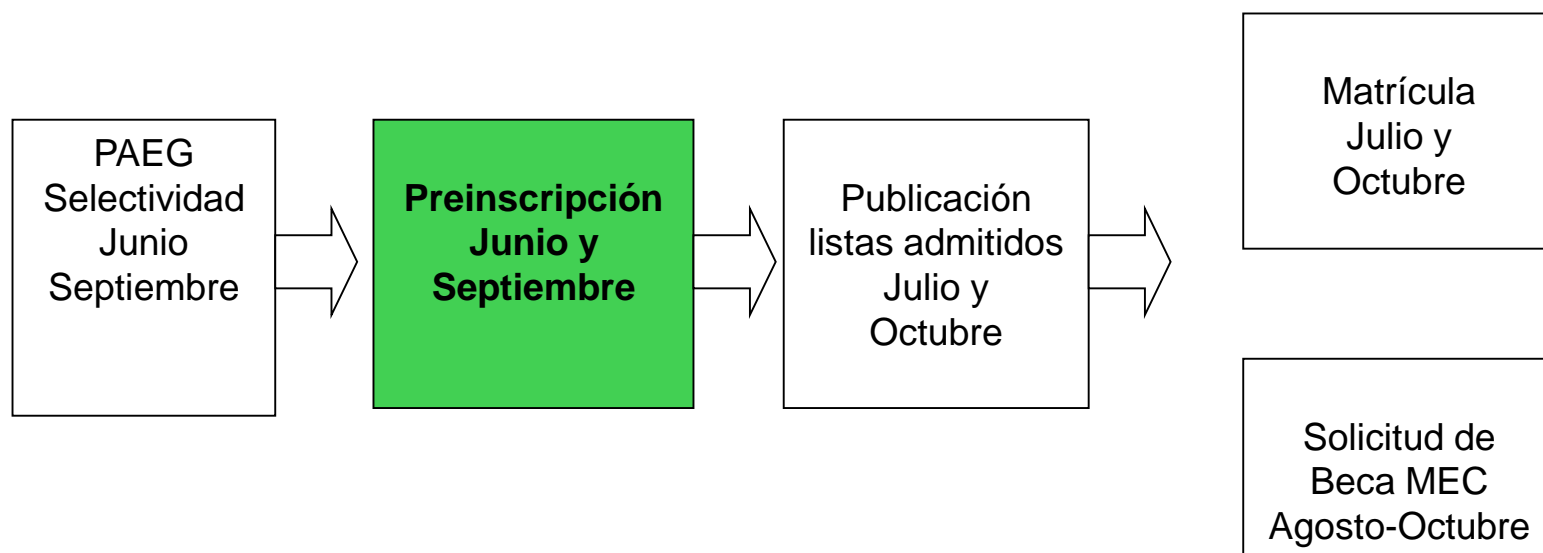 PAEG
Selectividad
Junio
Septiembre
Preinscripción
Junio y
Septiembre
Publicación
listas admitidos
Julio y
Octubre
Matrícula
Julio y
Octubre
Solicitud de
Beca MEC
Agosto-Octubre